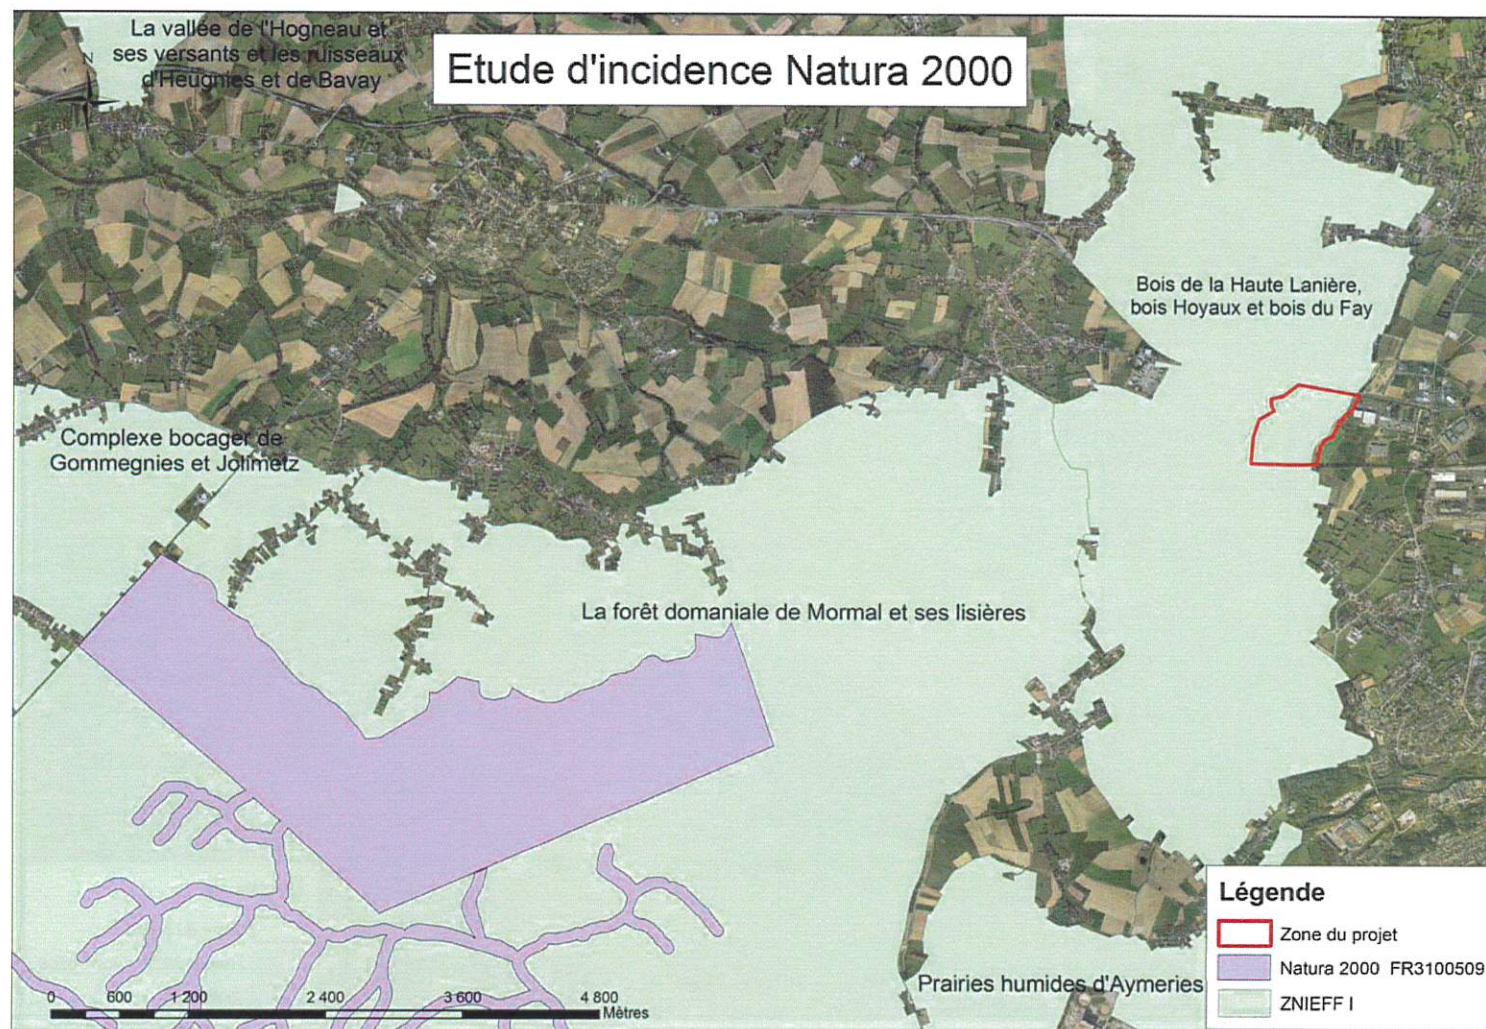 La vallée de l'Hogneau et
ses versants et les ruisseaux
d'Heugnies et de Bavay
N
Etude d'incidence Natura 2000
Bois de la Haute Lanière,
bois Hoyaux et bois du Fay
Complexe bocager de
Gommegnies et Jolimetz
La forêt domaniale de Mormal et ses lisières
Prairies humides d'Aymeries
0 600 1 200 2 400 3 600 4 800
Mètres
Légende
Zone du projet
Natura 2000 FR3100509
ZNIEFF I